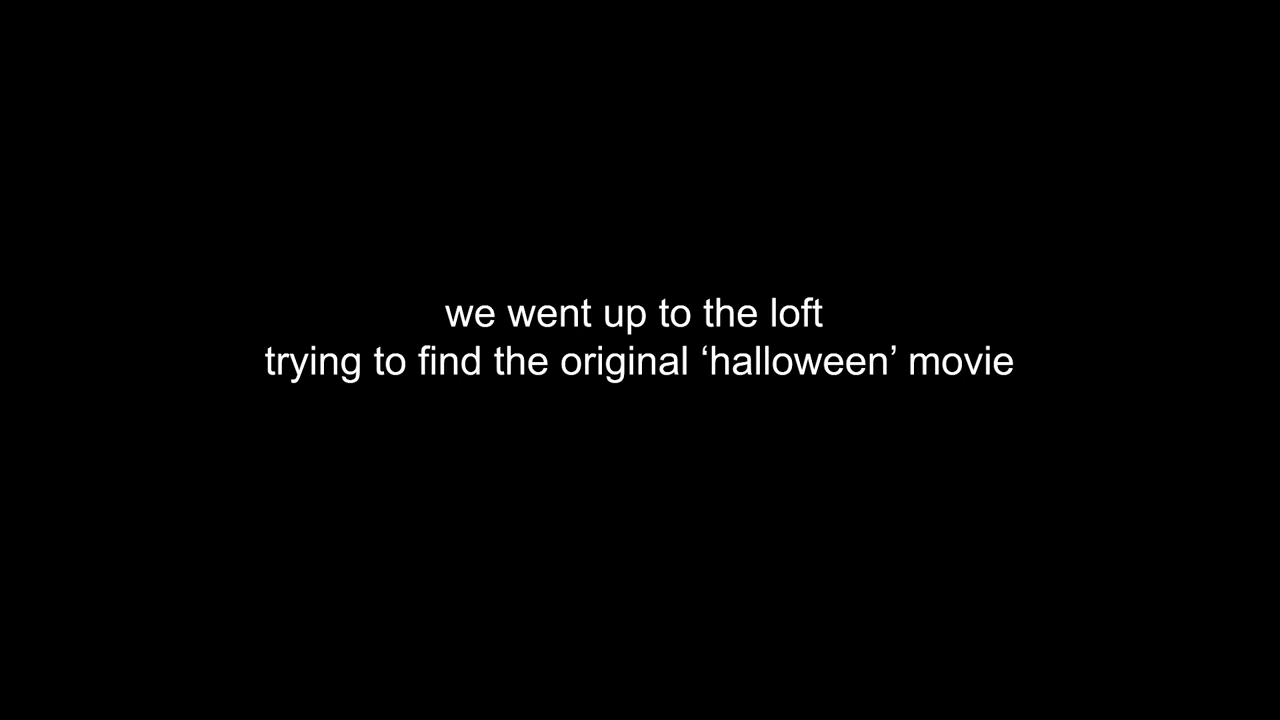 we went up to the loft
trying to find the original ‘halloween’ movie